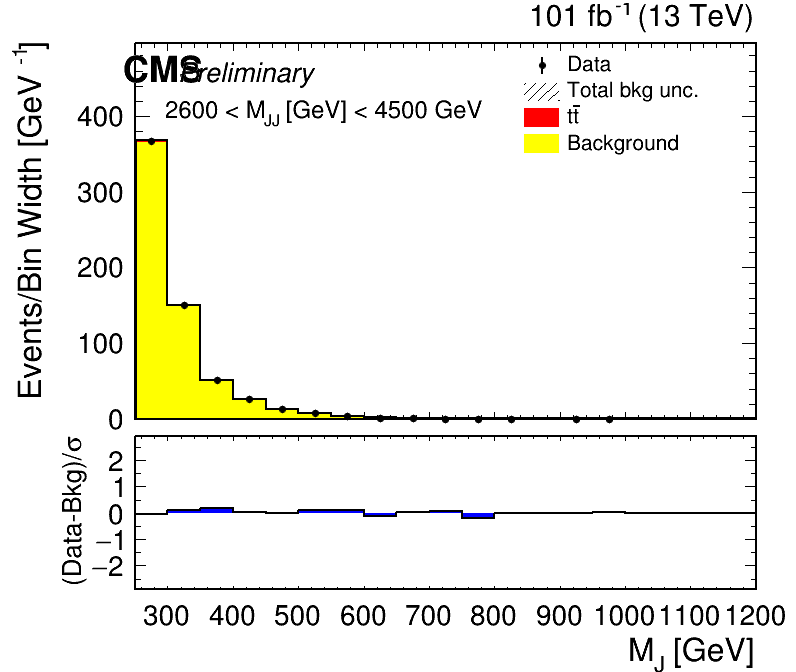 101 fb⁻¹ (13 TeV)
CMS Preliminary
2600 < M_JJ [GeV] < 4500 GeV
Data
Total bkg unc.
tt̄
Background
Events/Bin Width [GeV⁻¹]
400
300
200
100
0
(Data-Bkg)/σ
2
1
0
−1
−2
300 400 500 600 700 800 900 1000 1100 1200
M_J [GeV]